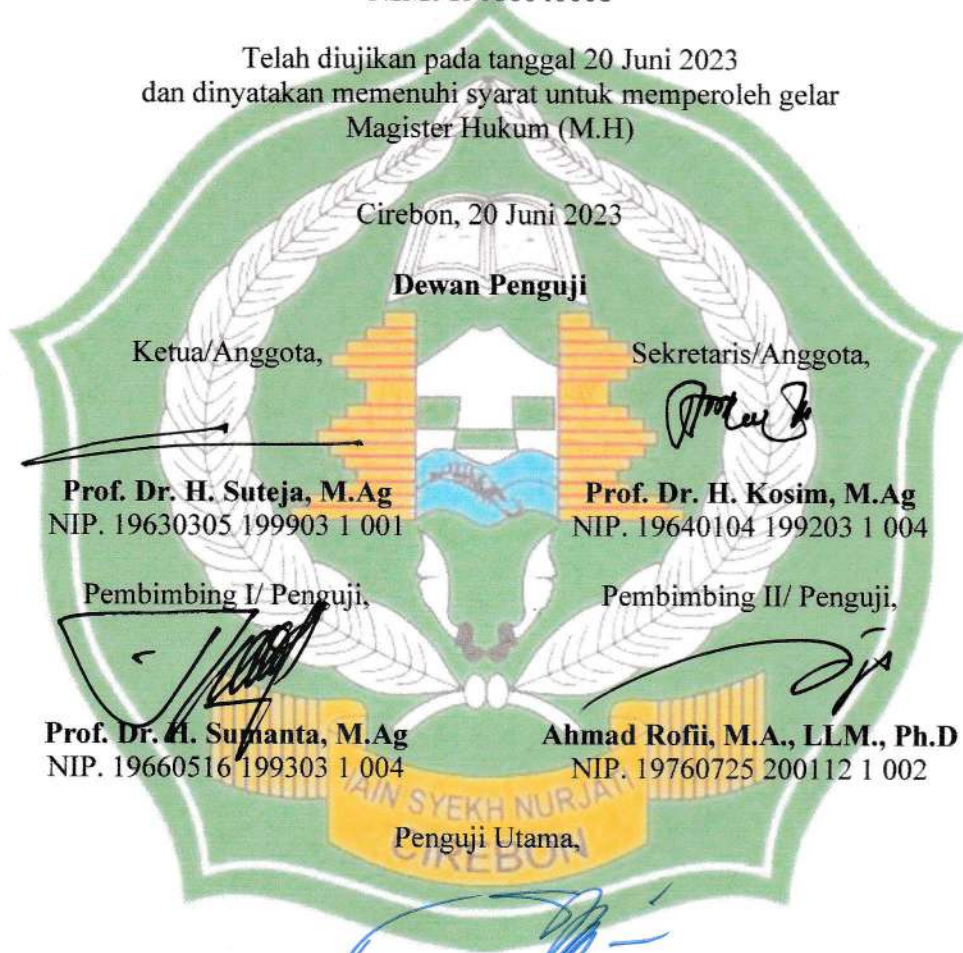 Telah diujikan pada tanggal 20 Juni 2023
dan dinyatakan memenuhi syarat untuk memperoleh gelar
Magister Hukum (M.H)
Cirebon, 20 Juni 2023
Dewan Penguji
Ketua/Anggota,
Sekretaris/Anggota,
Prof. Dr. H. Suteja, M.Ag
NIP. 19630305 199903 1 001
Prof. Dr. H. Kosim, M.Ag
NIP. 19640104 199203 1 004
Pembimbing I/ Penguji,
Pembimbing II/ Penguji,
Prof. Dr. H. Sumanta, M.Ag
NIP. 19660516 199303 1 004
Ahmad Rofii, M.A., LLM., Ph.D
NIP. 19760725 200112 1 002
IAIN SYEKH NURJATI
CIREBON
Penguji Utama,